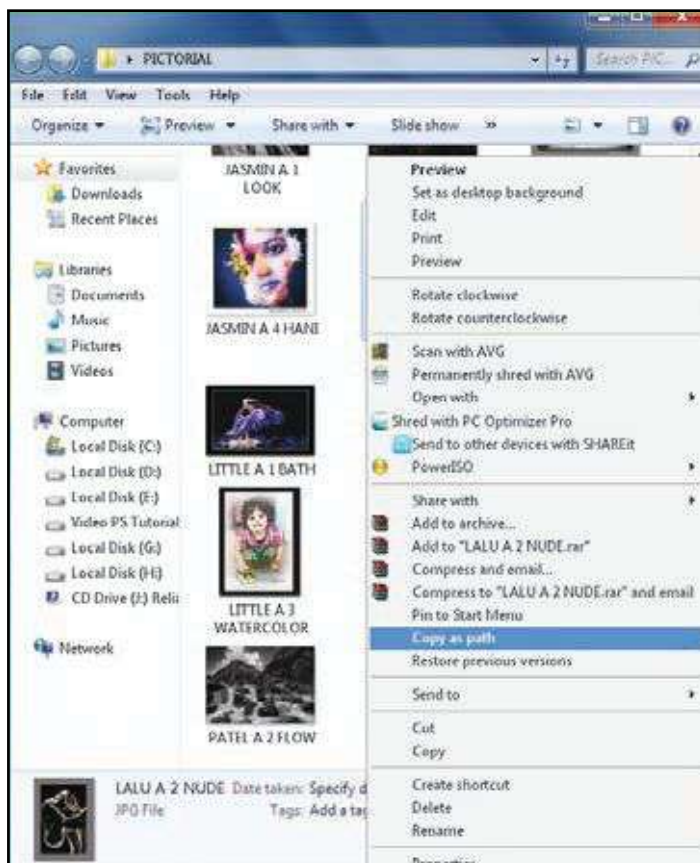 PICTORIAL
Search PIC...
File Edit View Tools Help
Organize Preview Share with Slide show »
Favorites
Downloads
Recent Places
Libraries
Documents
Music
Pictures
Videos
Computer
Local Disk (C:)
Local Disk (D:)
Local Disk (E:)
Video PS Tutorial
Local Disk (G:)
Local Disk (H:)
CD Drive (J:) Reli
Network
JASMIN A 1
LOOK
JASMIN A 4 HANI
LITTLE A 1 BATH
LITTLE A 3
WATERCOLOR
PATEL A 2 FLOW
Preview
Set as desktop background
Edit
Print
Preview
Rotate clockwise
Rotate counterclockwise
Scan with AVG
Permanently shred with AVG
Open with
Shred with PC Optimizer Pro
Send to other devices with SHAREit
PowerISO
Share with
Add to archive...
Add to "LALU A 2 NUDE.rar"
Compress and email...
Compress to "LALU A 2 NUDE.rar" and email
Pin to Start Menu
Copy as path
Restore previous versions
Send to
Cut
Copy
Create shortcut
Delete
Rename
Properties
LALU A 2 NUDE Date taken: Specify d
JPG File Tags: Add a tag